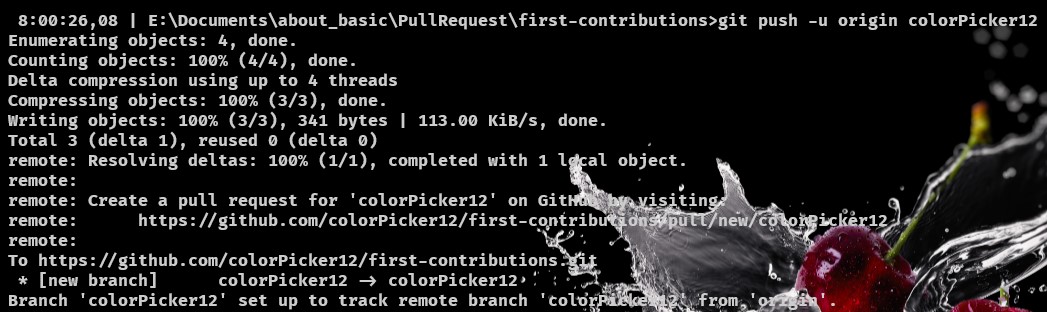 8:00:26,08 | E:\Documents\about_basic\PullRequest\first-contributions>git push -u origin colorPicker12
Enumerating objects: 4, done.
Counting objects: 100% (4/4), done.
Delta compression using up to 4 threads
Compressing objects: 100% (3/3), done.
Writing objects: 100% (3/3), 341 bytes | 113.00 KiB/s, done.
Total 3 (delta 1), reused 0 (delta 0)
remote: Resolving deltas: 100% (1/1), completed with 1 local object.
remote:
remote: Create a pull request for 'colorPicker12' on GitHub by visiting:
remote:      https://github.com/colorPicker12/first-contributions/pull/new/colorPicker12
remote:
To https://github.com/colorPicker12/first-contributions.git
 * [new branch]      colorPicker12 -> colorPicker12
Branch 'colorPicker12' set up to track remote branch 'colorPicker12' from 'origin'.